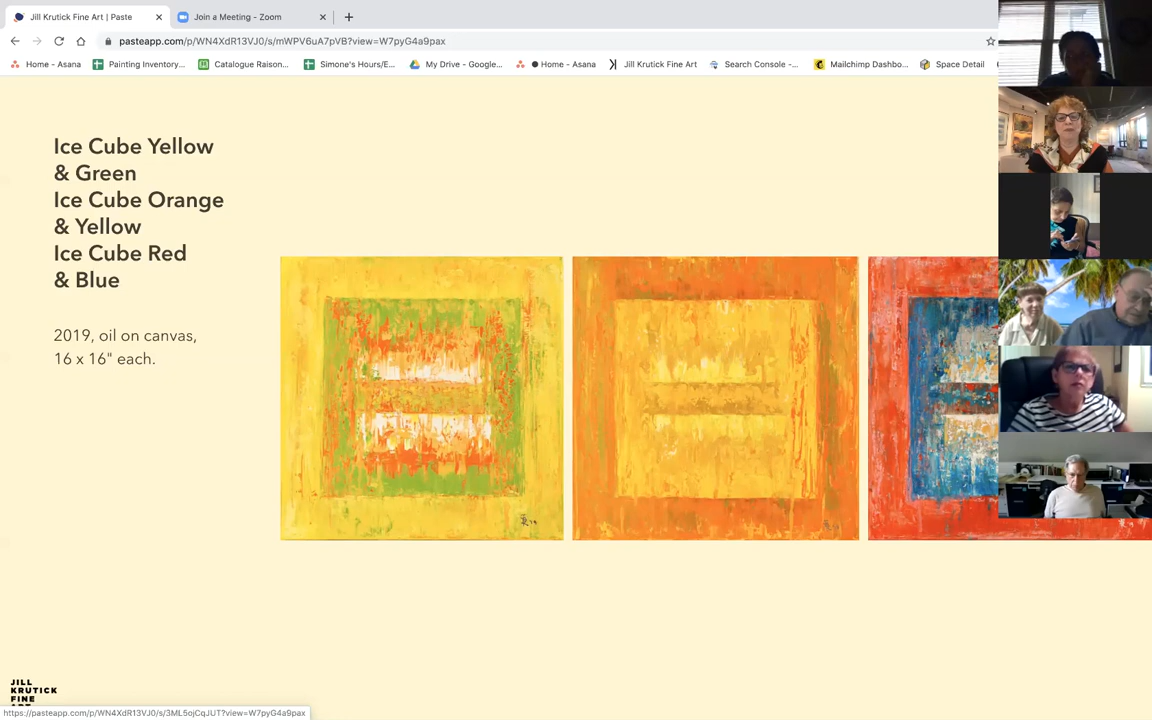 Jill Krutick Fine Art | Paste
Join a Meeting - Zoom
pasteapp.com/p/WN4XdR13VJ0/s/mWPV6uA7pVB?view=W7pyG4a9pax
Home - Asana
Painting Inventory...
Catalogue Raison...
Simone's Hours/E...
My Drive - Google...
Home - Asana
Jill Krutick Fine Art
Search Console -...
Mailchimp Dashbo...
Space Detail
Ice Cube Yellow
& Green
Ice Cube Orange
& Yellow
Ice Cube Red
& Blue
2019, oil on canvas,
16 x 16" each.
JILL
KRUTICK
FINE
https://pasteapp.com/p/WN4XdR13VJ0/s/3ML5ojCqJUT?view=W7pyG4a9pax